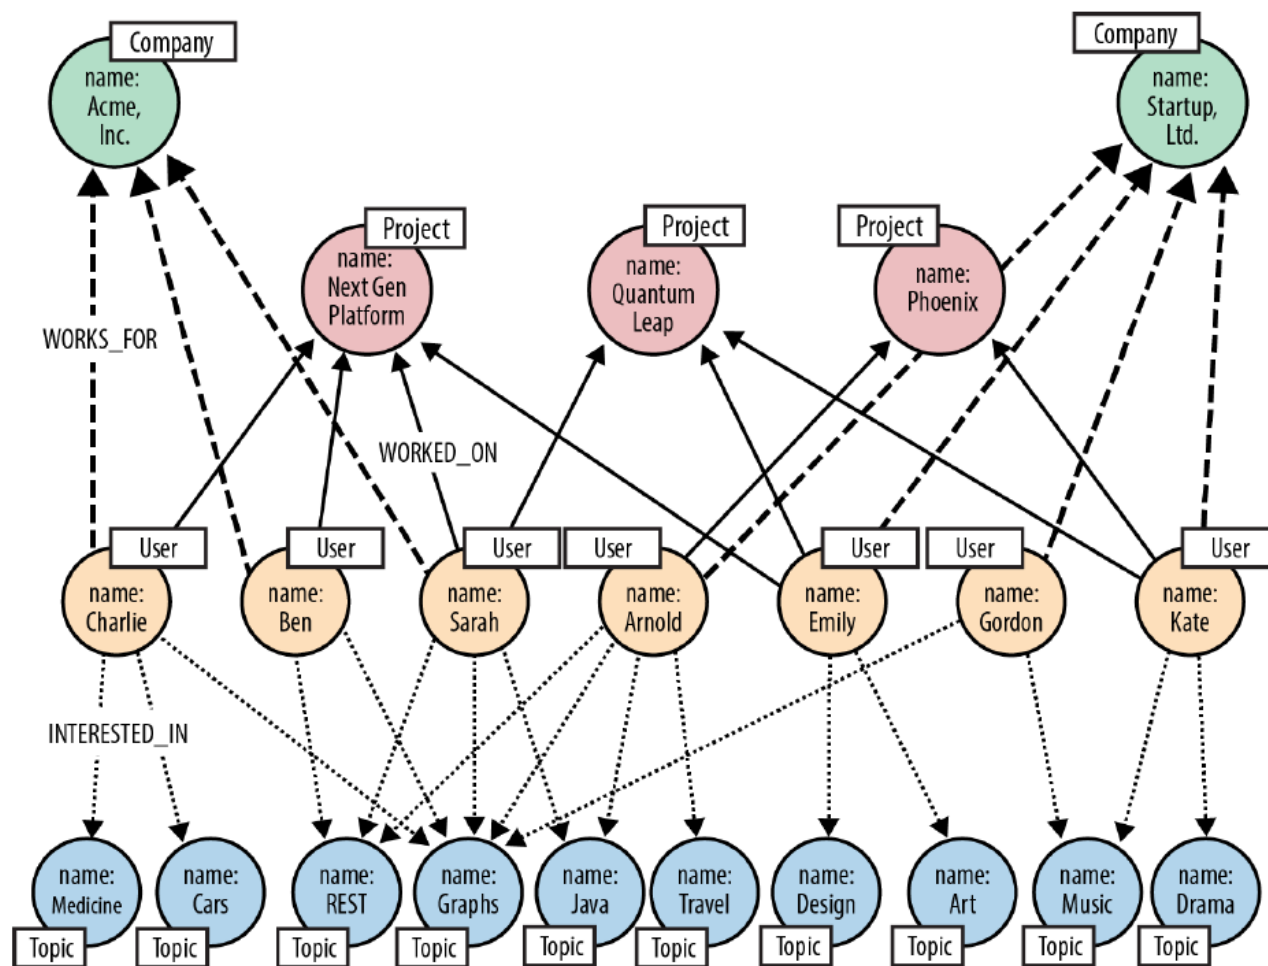 Company
name:
Acme,
Inc.
Company
name:
Startup,
Ltd.
Project
name:
Next Gen
Platform
Project
name:
Quantum
Leap
Project
name:
Phoenix
WORKS_FOR
WORKED_ON
User
name:
Charlie
User
name:
Ben
User
name:
Sarah
User
name:
Arnold
User
name:
Emily
User
name:
Gordon
User
name:
Kate
INTERESTED_IN
name:
Medicine
Topic
name:
Cars
Topic
name:
REST
Topic
name:
Graphs
Topic
name:
Java
Topic
name:
Travel
Topic
name:
Design
Topic
name:
Art
Topic
name:
Music
Topic
name:
Drama
Topic